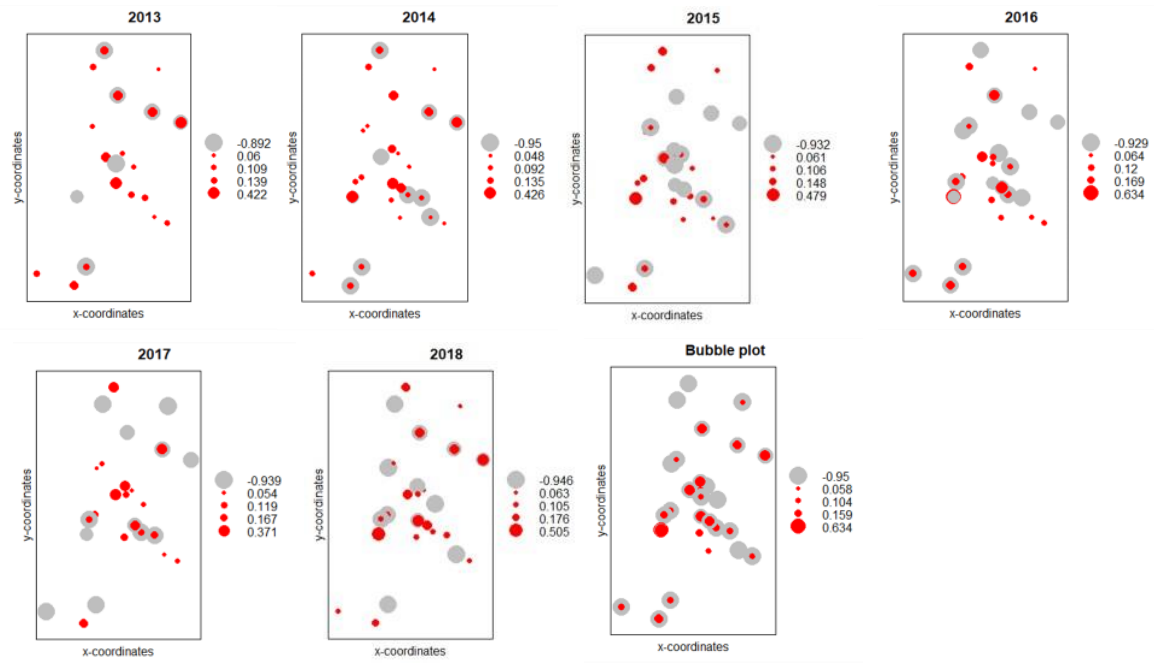 2013
y-coordinates
x-coordinates
-0.892
0.06
0.109
0.139
0.422
2014
y-coordinates
x-coordinates
-0.95
0.048
0.092
0.135
0.426
2015
y-coordinates
x-coordinates
-0.932
0.061
0.106
0.148
0.479
2016
y-coordinates
x-coordinates
-0.929
0.064
0.12
0.169
0.634
2017
y-coordinates
x-coordinates
-0.939
0.054
0.119
0.167
0.371
2018
y-coordinates
x-coordinates
-0.946
0.063
0.105
0.176
0.505
Bubble plot
y-coordinates
x-coordinates
-0.95
0.058
0.104
0.159
0.634